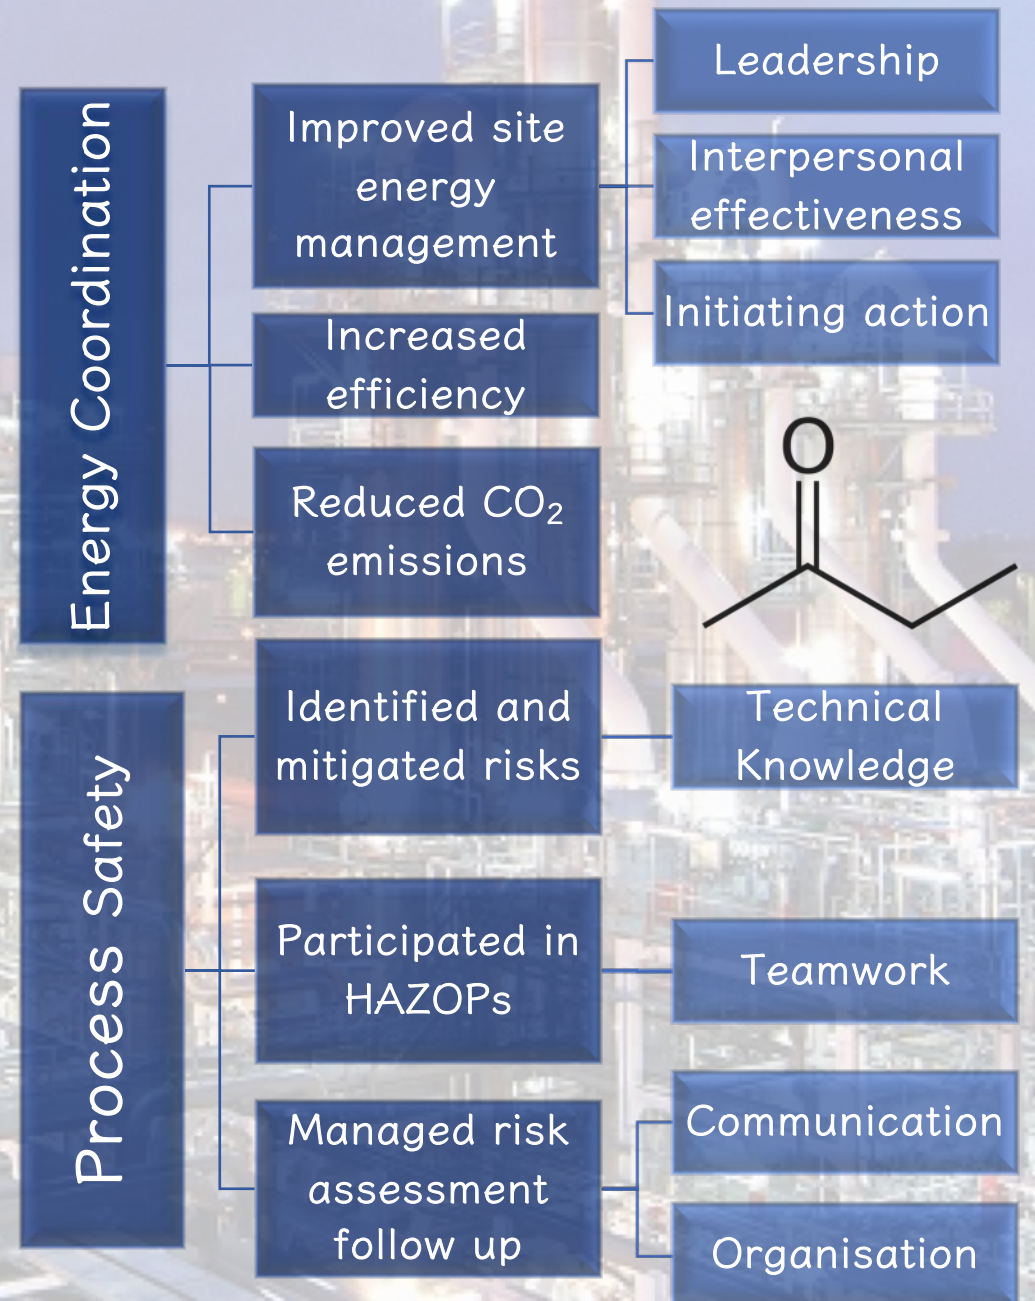 Energy Coordination
Improved site
energy
management
Leadership
Interpersonal
effectiveness
Initiating action
Increased
efficiency
Reduced CO₂
emissions
O
Process Safety
Identified and
mitigated risks
Technical
Knowledge
Participated in
HAZOPs
Teamwork
Managed risk
assessment
follow up
Communication
Organisation